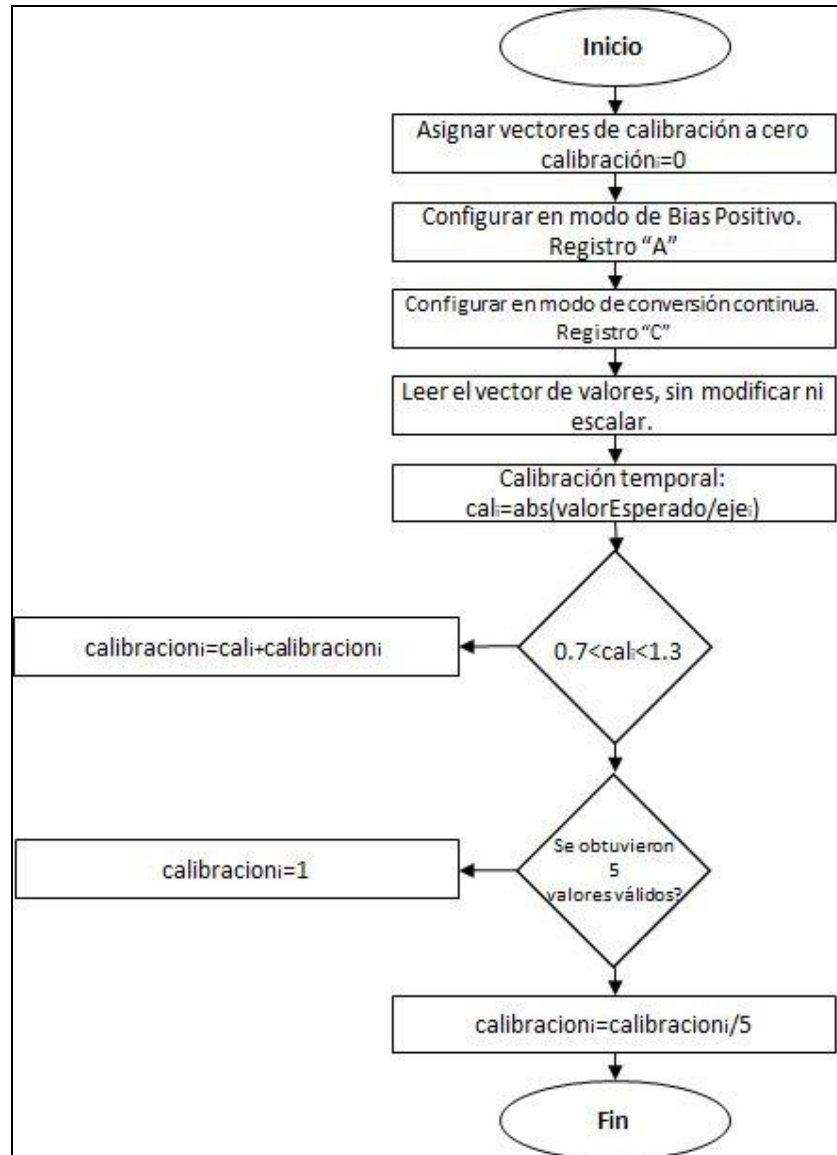 Inicio
Asignar vectores de calibración a cero
calibracióni=0
Configurar en modo de Bias Positivo.
Registro “A”
Configurar en modo de conversión continua.
Registro “C”
Leer el vector de valores, sin modificar ni
escalar.
Calibración temporal:
cali=abs(valorEsperado/ejei)
0.7<cali<1.3
calibracioni=cali+calibracioni
Se obtuvieron
5
valores válidos?
calibracioni=1
calibracioni=calibracioni/5
Fin